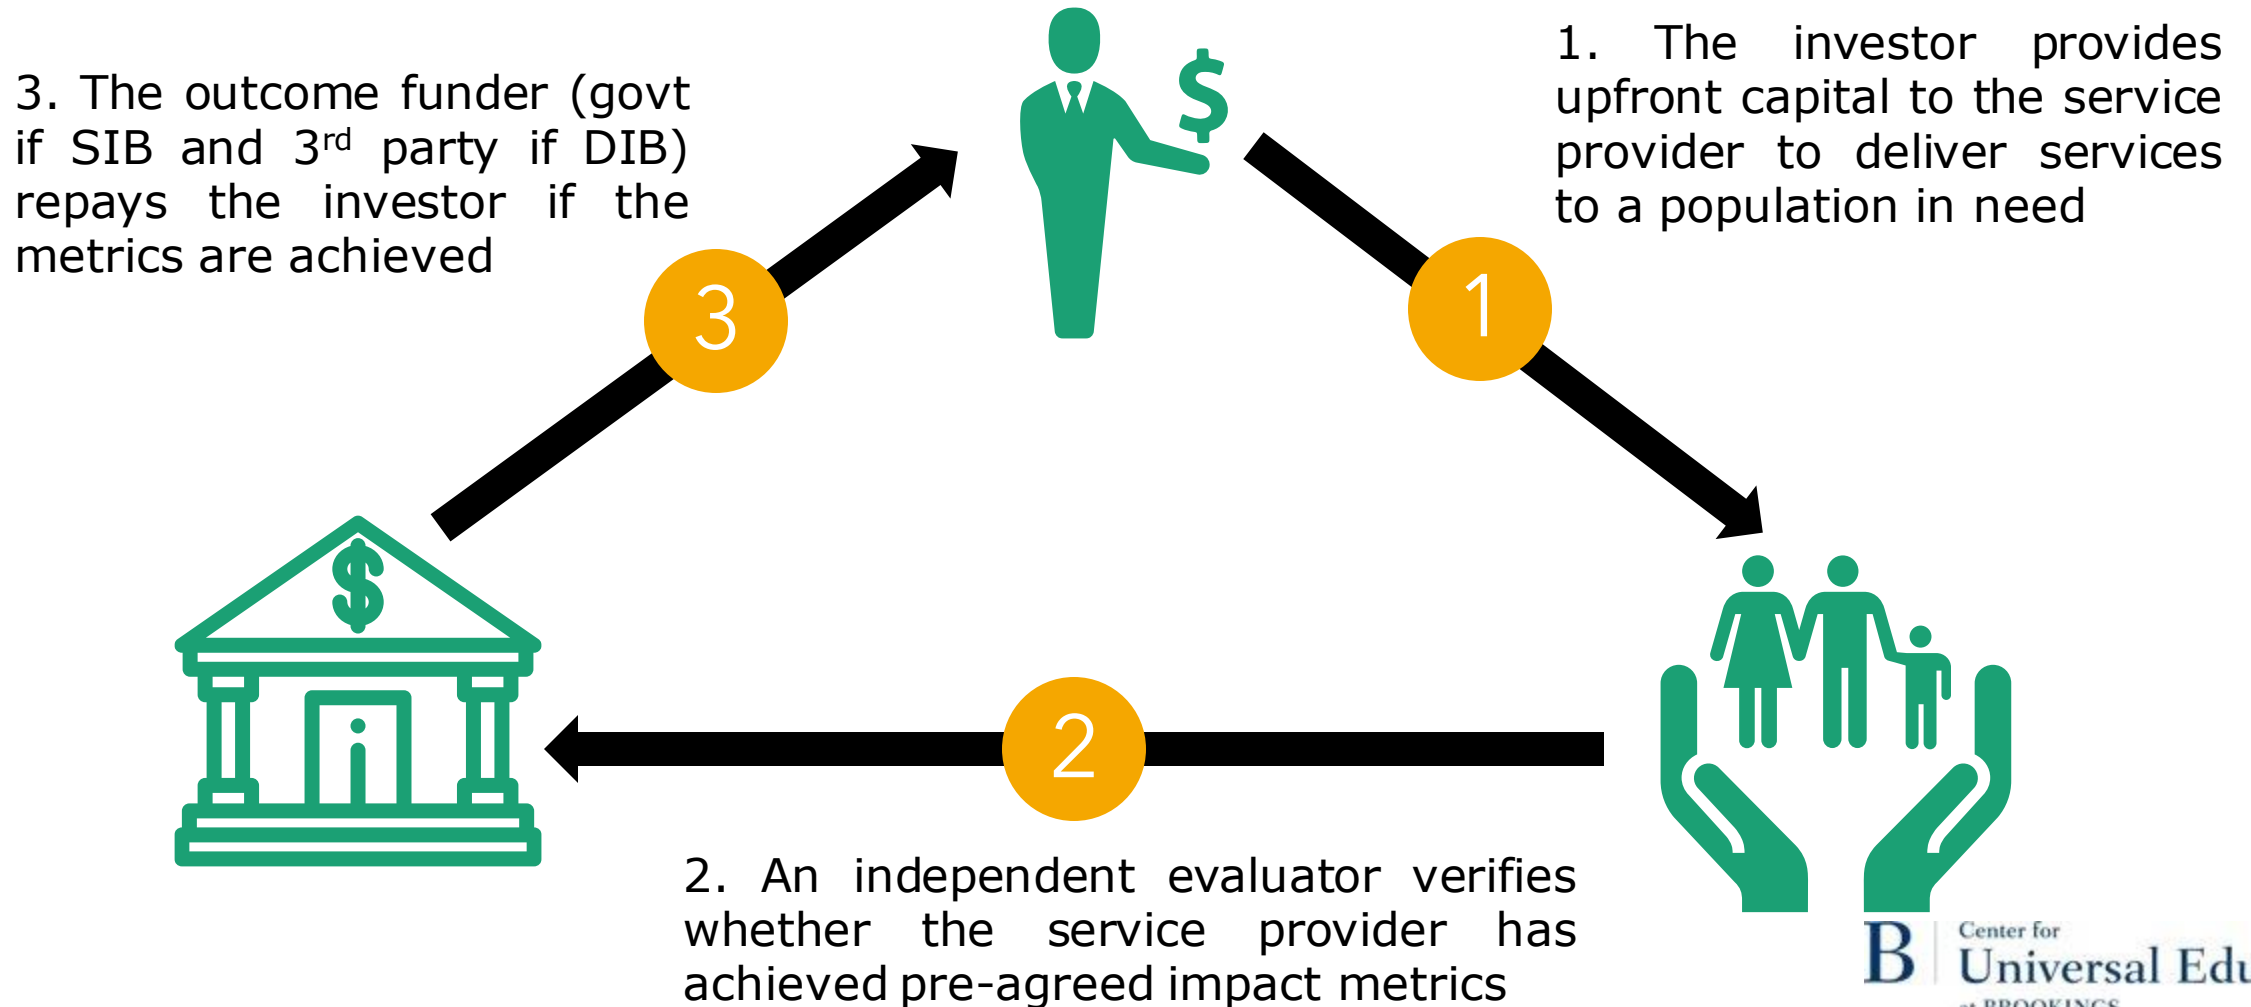 1. The investor provides
upfront capital to the service
provider to deliver services
to a population in need
3. The outcome funder (govt
if SIB and 3rd party if DIB)
repays the investor if the
metrics are achieved
$
3
1
$
2
2. An independent evaluator verifies
whether the service provider has
achieved pre-agreed impact metrics
B
Center for
Universal Edu
at BROOKINGS